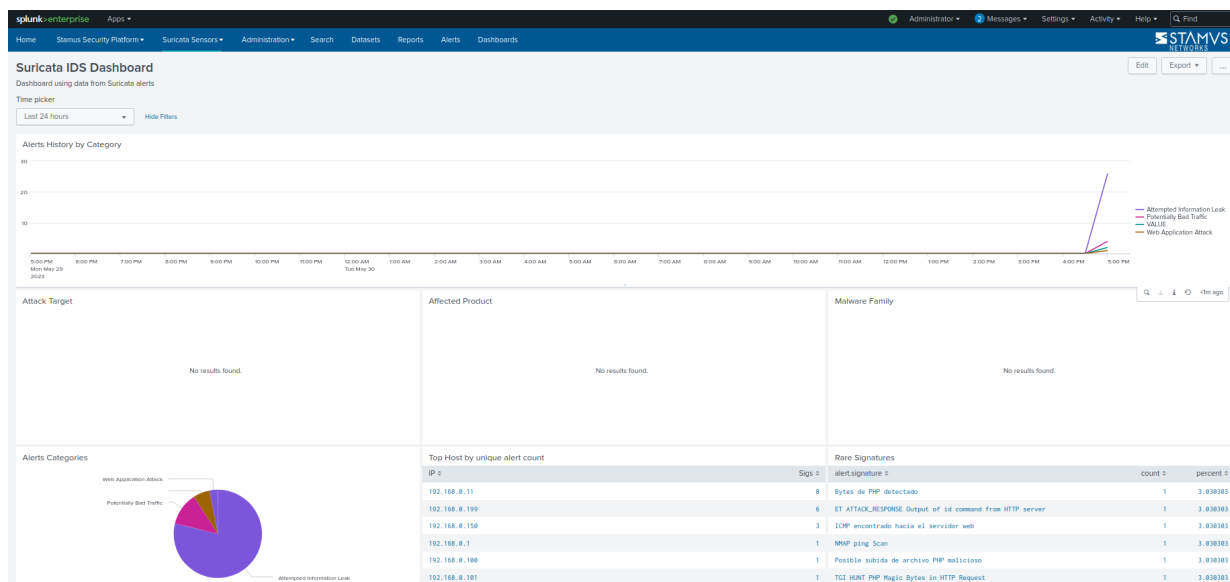 splunk>enterprise Apps
Administrator 2 Messages Settings Activity Help Find
Home Stamus Security Platform Suricata Sensors Administration Search Datasets Reports Alerts Dashboards STAMVS NETWORKS
Suricata IDS Dashboard
Edit Export ...
Dashboard using data from Suricata alerts
Time picker
Last 24 hours Hide Filters
Alerts History by Category
30
20
10
Attempted Information Leak
Potentially Bad Traffic
VALUE
Web Application Attack
5:00 PM 6:00 PM 7:00 PM 8:00 PM 9:00 PM 10:00 PM 11:00 PM 12:00 AM 1:00 AM 2:00 AM 3:00 AM 4:00 AM 5:00 AM 6:00 AM 7:00 AM 8:00 AM 9:00 AM 10:00 AM 11:00 AM 12:00 PM 1:00 PM 2:00 PM 3:00 PM 4:00 PM 5:00 PM
Mon May 29 Tue May 30
2023
<1m ago
Attack Target Affected Product Malware Family
No results found. No results found. No results found.
Alerts Categories
Web Application Attack
Potentially Bad Traffic
Attempted Information Leak
Top Host by unique alert count
IP Sigs
192.168.0.11 8
192.168.0.199 6
192.168.0.150 3
192.168.0.1 1
192.168.0.100 1
192.168.0.101 1
Rare Signatures
alert.signature count percent
Bytes de PHP detectado 1 3.030303
ET ATTACK_RESPONSE Output of id command from HTTP server 1 3.030303
ICMP encontrado hacia el servidor web 1 3.030303
NMAP ping Scan 1 3.030303
Posible subida de archivo PHP malicioso 1 3.030303
TGI HUNT PHP Magic Bytes in HTTP Request 1 3.030303